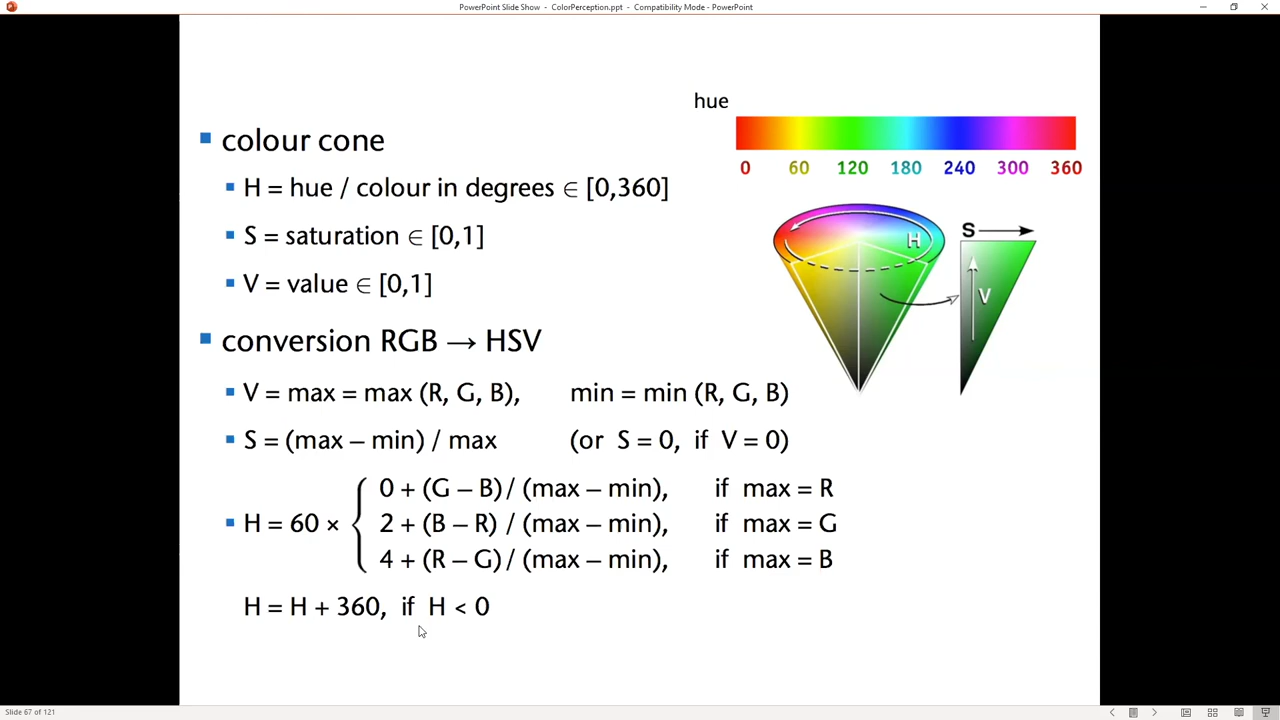 PowerPoint Slide Show - ColorPerception.ppt - Compatibility Mode - PowerPoint
hue
0 60 120 180 240 300 360
▪ colour cone
▪ H = hue / colour in degrees ∈ [0,360]
▪ S = saturation ∈ [0,1]
▪ V = value ∈ [0,1]
H
S
V
▪ conversion RGB → HSV
▪ V = max = max (R, G, B), min = min (R, G, B)
▪ S = (max – min) / max (or S = 0, if V = 0)
▪ H = 60 ×
0 + (G – B) / (max – min), if max = R
2 + (B – R) / (max – min), if max = G
4 + (R – G) / (max – min), if max = B
H = H + 360, if H < 0
Slide 67 of 121